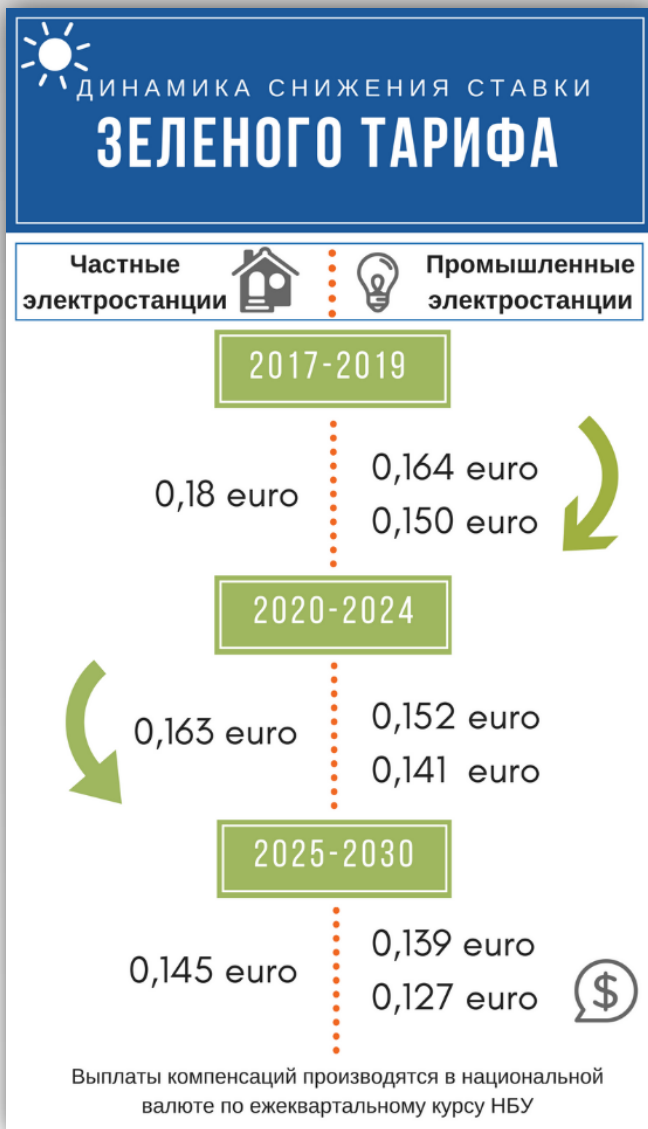 ДИНАМИКА СНИЖЕНИЯ СТАВКИ
ЗЕЛЕНОГО ТАРИФА
Частные
электростанции
Промышленные
электростанции
2017-2019
0,18 euro
0,164 euro
0,150 euro
2020-2024
0,163 euro
0,152 euro
0,141 euro
2025-2030
0,145 euro
0,139 euro
0,127 euro
$
Выплаты компенсаций производятся в национальной
валюте по ежеквартальному курсу НБУ